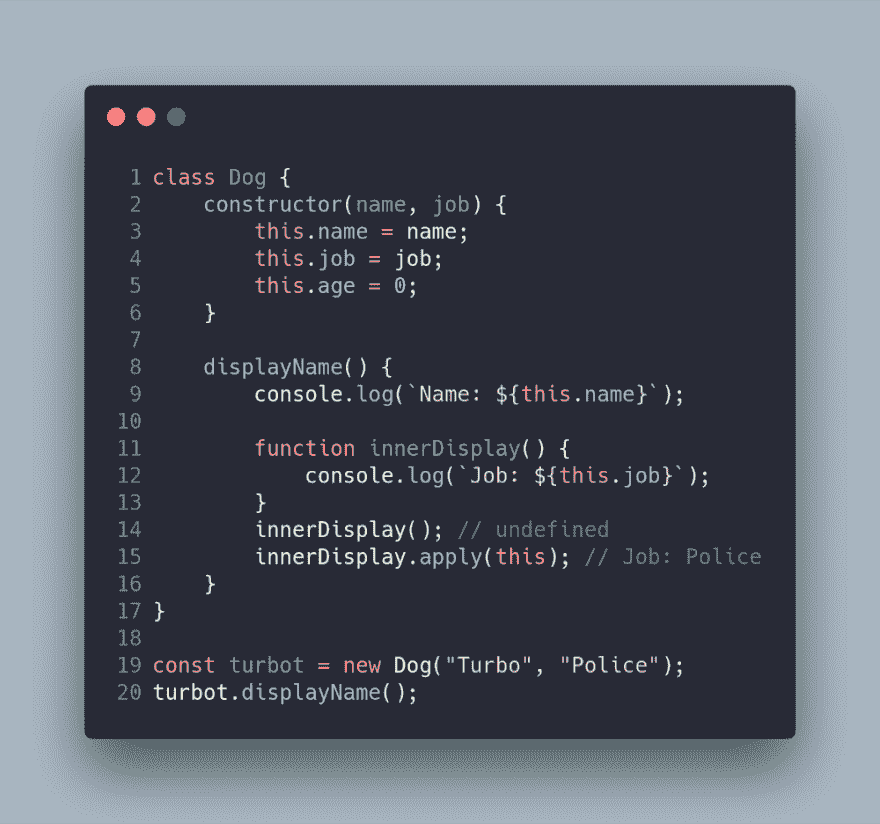 1 class Dog {
2     constructor(name, job) {
3         this.name = name;
4         this.job = job;
5         this.age = 0;
6     }
7
8     displayName() {
9         console.log(`Name: ${this.name}`);
10
11         function innerDisplay() {
12             console.log(`Job: ${this.job}`);
13         }
14         innerDisplay(); // undefined
15         innerDisplay.apply(this); // Job: Police
16     }
17 }
18
19 const turbot = new Dog("Turbo", "Police");
20 turbot.displayName();